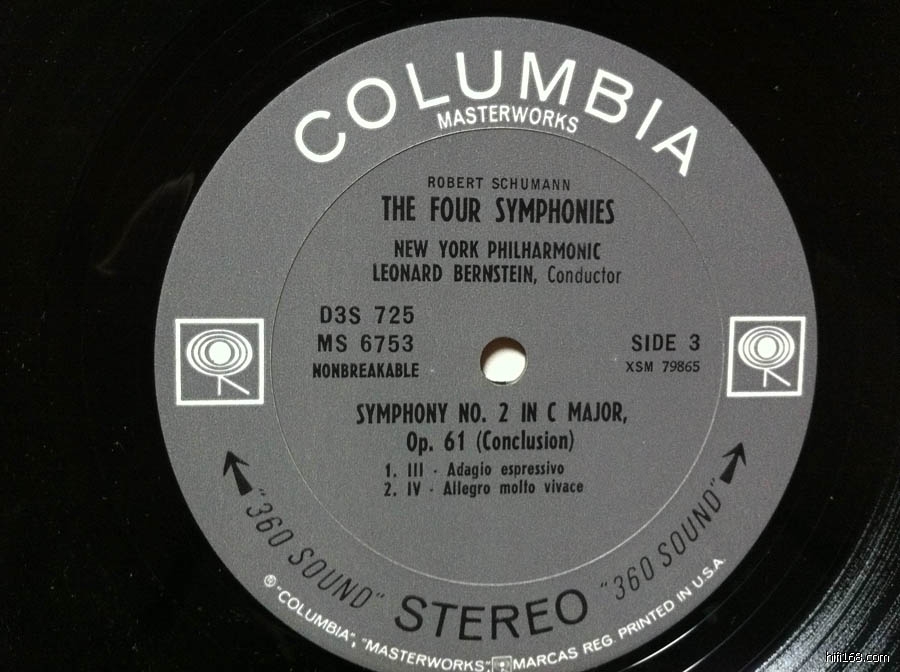 COLUMBIA
MASTERWORKS
ROBERT SCHUMANN
THE FOUR SYMPHONIES
NEW YORK PHILHARMONIC
LEONARD BERNSTEIN, Conductor
D3S 725
MS 6753
NONBREAKABLE
SIDE 3
XSM 79865
SYMPHONY NO. 2 IN C MAJOR,
Op. 61 (Conclusion)
1. III - Adagio espressivo
2. IV - Allegro molto vivace
"360 SOUND" STEREO "360 SOUND"
® "COLUMBIA", "MASTERWORKS", MARCAS REG. PRINTED IN U.S.A.
hifi168.com